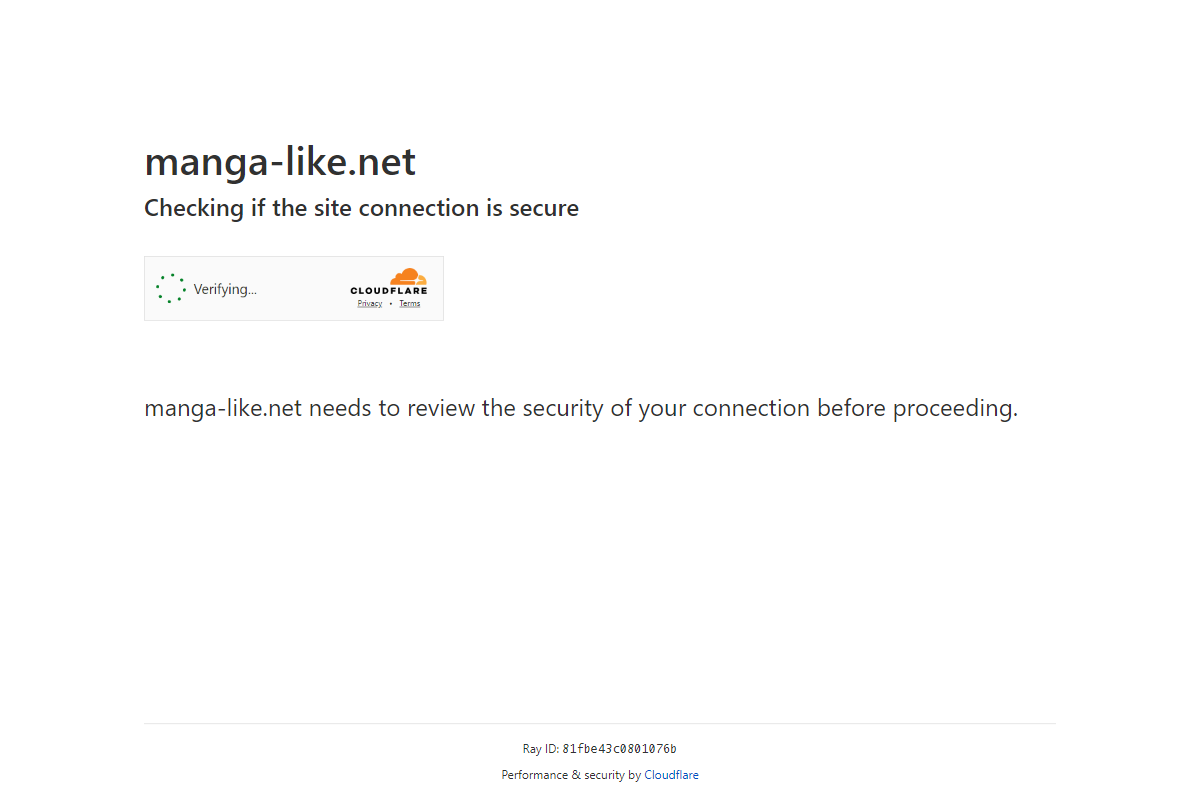 manga-like.net
Checking if the site connection is secure
Verifying...
CLOUDFLARE
Privacy • Terms
manga-like.net needs to review the security of your connection before proceeding.
Ray ID: 81fbe43c0801076b
Performance & security by Cloudflare